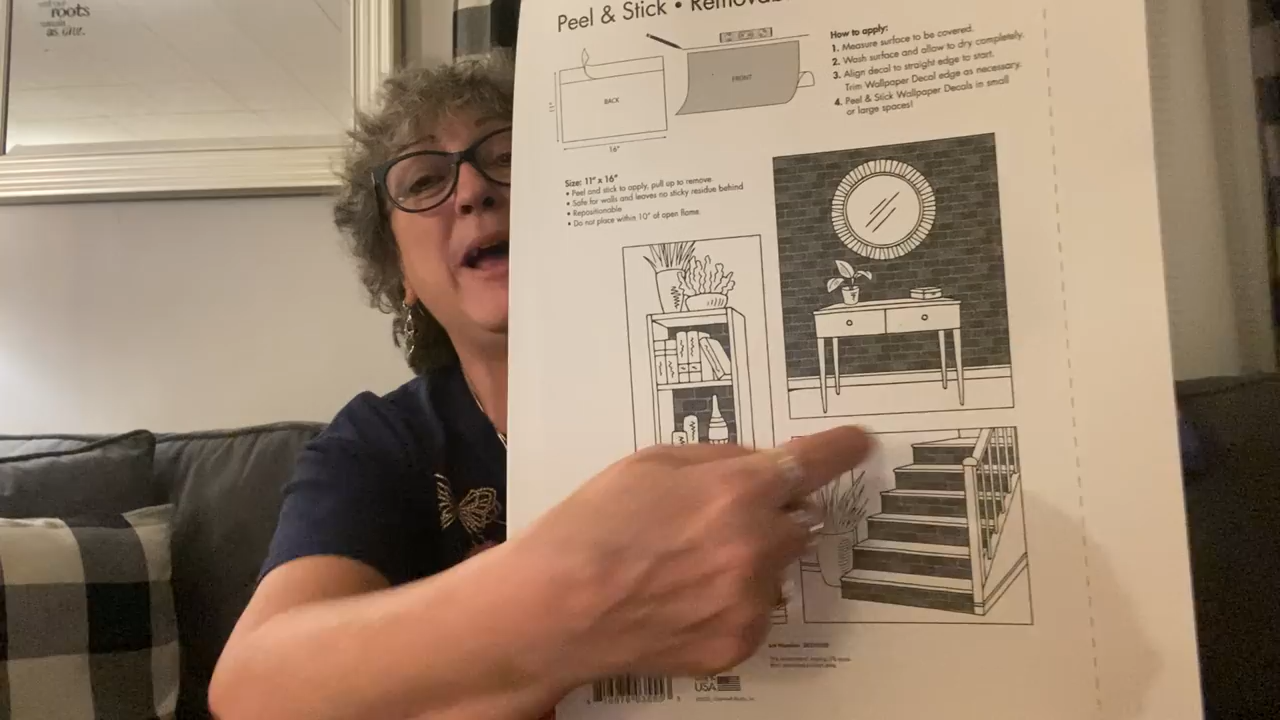 roots
Peel & Stick • Removab
How to apply:
1. Measure surface to be covered.
2. Wash surface and allow to dry completely.
3. Align decal to straight edge to start.
Trim Wallpaper Decal edge as necessary.
4. Peel & Stick Wallpaper Decals in small
or large spaces!
BACK
FRONT
11"
16"
Size: 11" x 16"
• Peel and stick to apply, pull up to remove
• Safe for walls and leaves no sticky residue behind
• Repositionable
• Do not place within 10" of open flame
USA